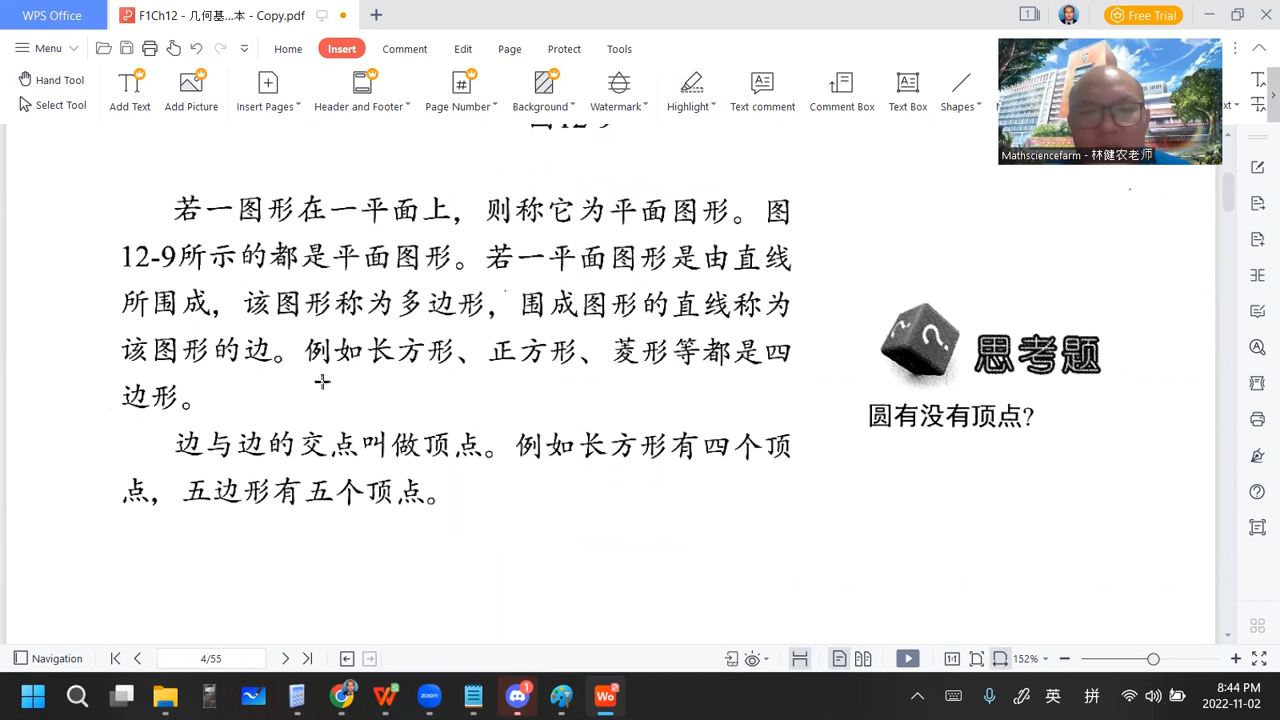 WPS Office
F1Ch12 - 几何基...本 - Copy.pdf
1
Free Trial
Menu
Home
Insert
Comment
Edit
Page
Protect
Tools
Hand Tool
Select Tool
Add Text
Add Picture
Insert Pages
Header and Footer
Page Number
Background
Watermark
Highlight
Text comment
Comment Box
Text Box
Shapes
Mathsciencefarm - 林健农老师
若一图形在一平面上，则称它为平面图形。图
12-9所示的都是平面图形。若一平面图形是由直线
所围成，该图形称为多边形，围成图形的直线称为
该图形的边。例如长方形、正方形、菱形等都是四
边形。
边与边的交点叫做顶点。例如长方形有四个顶
点，五边形有五个顶点。
思考题
圆有没有顶点?
Navigation
4/55
1:1
152%
1
Wo
zoom
Wo
英
拼
8:44 PM
2022-11-02